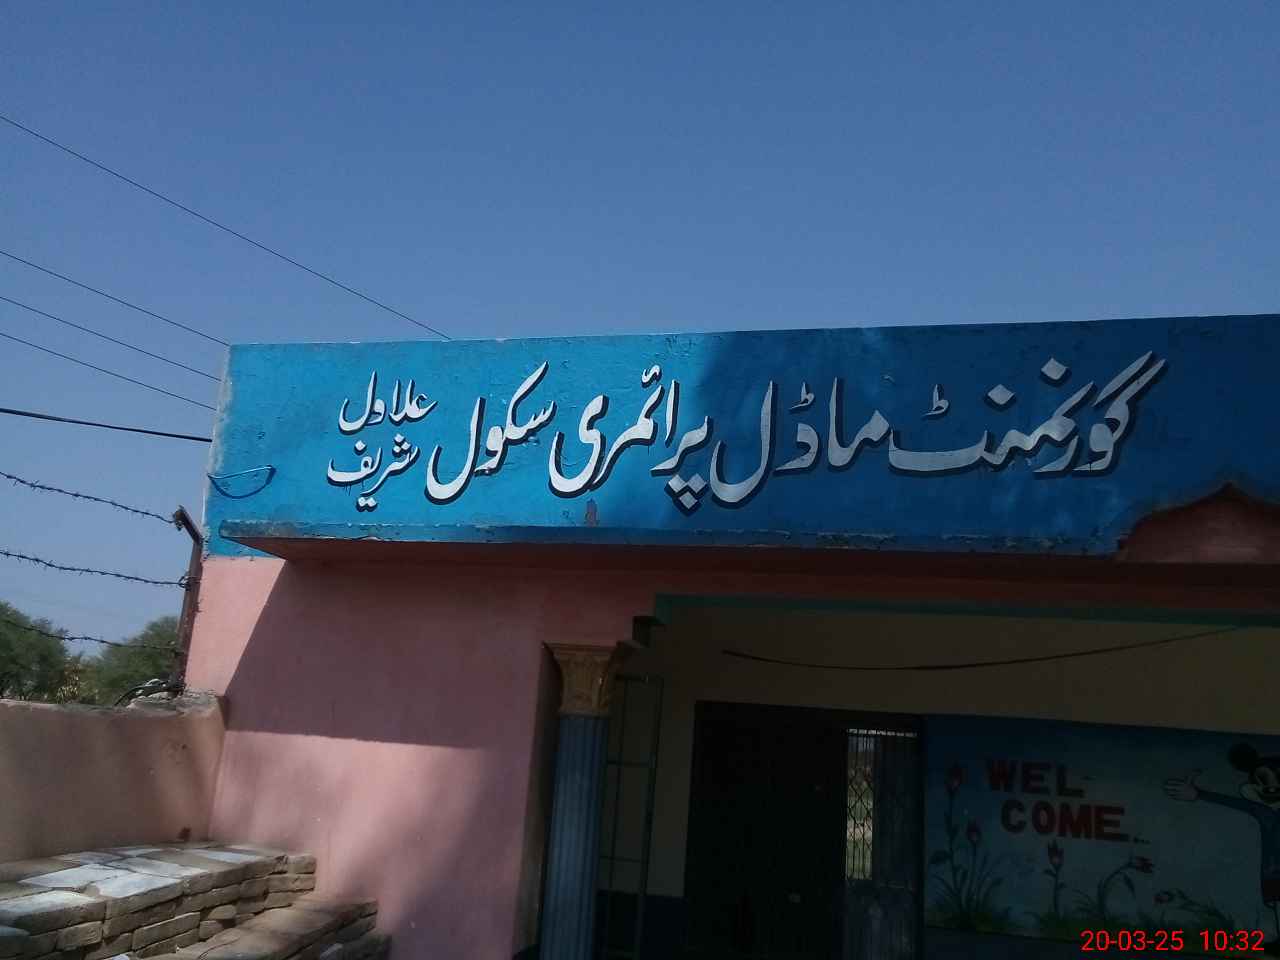 گورنمنٹ ماڈل پرائمری سکول علاول شریف
WEL-
COME...
20-03-25 10:32